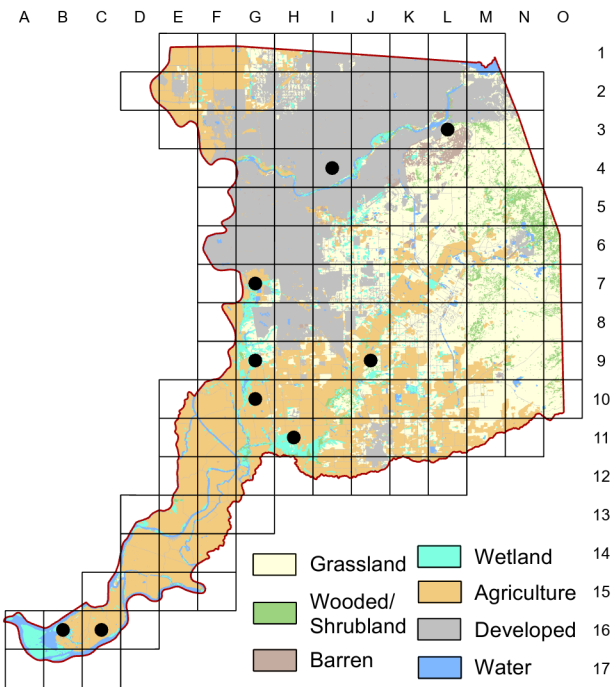 A B C D E F G H I J K L M N O
1
2
3
4
5
6
7
8
9
10
11
12
13
14
15
16
17
Grassland
Wooded/
Shrubland
Barren
Wetland
Agriculture
Developed
Water